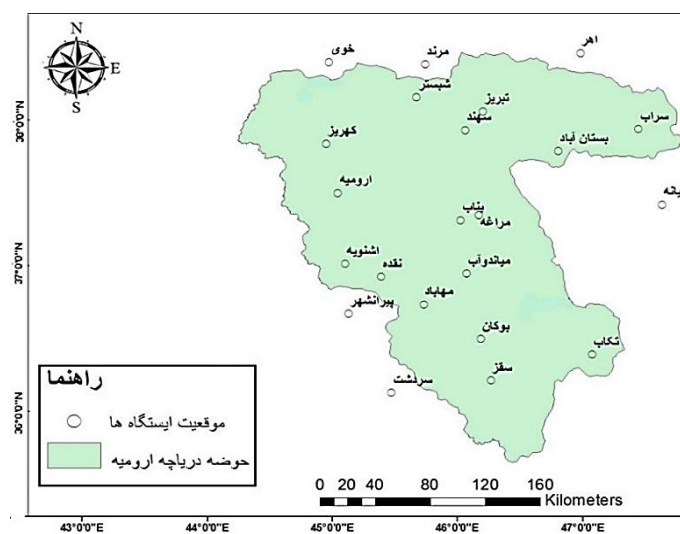 N
E
S
خوی
مرند
اهر
شبستر
تبریز
سهند
سراب
بستان آباد
کهریز
یانه
ارومیه
بناب
مراغه
اشنویه
نقده
میاندوآب
مهاباد
پیرانشهر
بوکان
تکاب
سقز
سردشت
38°0'0"N
37°0'0"N
36°0'0"N
راهنما
موقعیت ایستگاه ها
حوضه دریاچه ارومیه
0 20 40 80 120 160
Kilometers
43°0'0"E 44°0'0"E 45°0'0"E 46°0'0"E 47°0'0"E